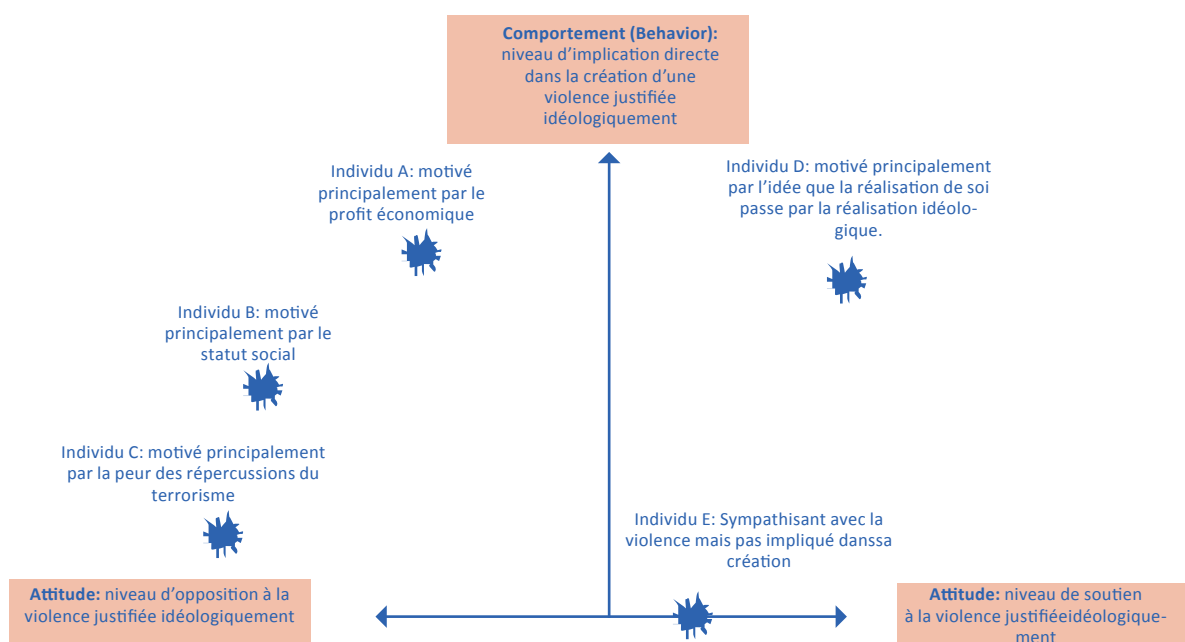 Comportement (Behavior):
niveau d'implication directe
dans la création d'une
violence justifiée
idéologiquement
Individu A: motivé
principalement par le
profit économique
Individu D: motivé principalement
par l'idée que la réalisation de soi
passe par la réalisation idéolo-
gique.
Individu B: motivé
principalement par le
statut social
Individu C: motivé principalement
par la peur des répercussions du
terrorisme
Individu E: Sympathisant avec la
violence mais pas impliqué danssa
création
Attitude: niveau d'opposition à la
violence justifiée idéologiquement
Attitude: niveau de soutien
à la violence justifiéeidéologique-
ment